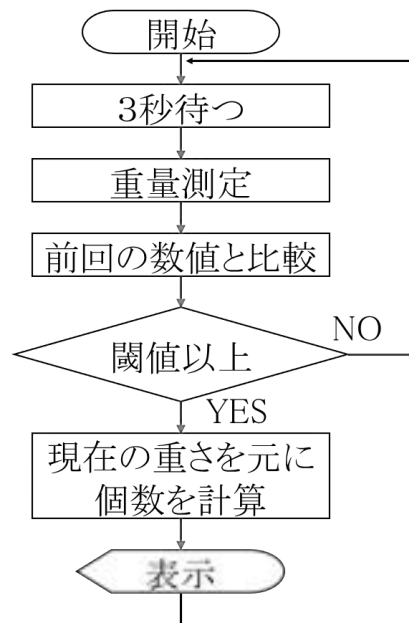 開始
3秒待つ
重量測定
前回の数値と比較
閾値以上
NO
YES
現在の重さを元に
個数を計算
表示